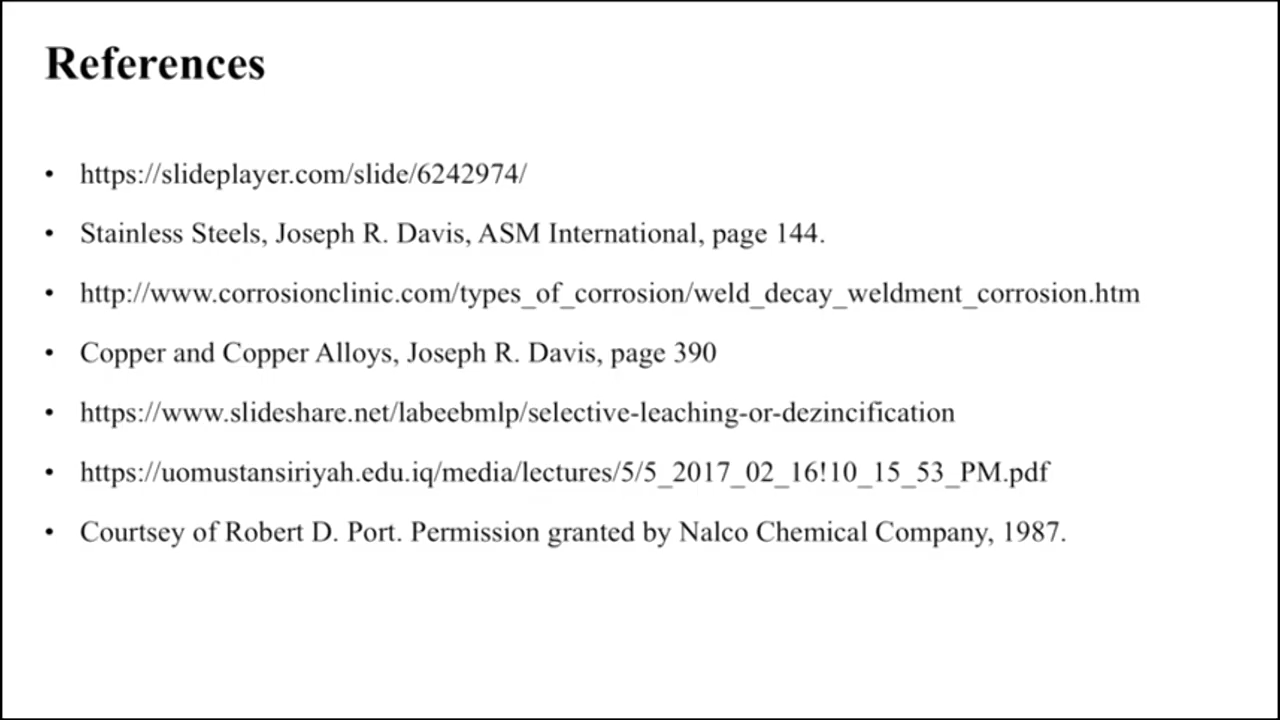 References
• https://slideplayer.com/slide/6242974/
• Stainless Steels, Joseph R. Davis, ASM International, page 144.
• http://www.corrosionclinic.com/types_of_corrosion/weld_decay_weldment_corrosion.htm
• Copper and Copper Alloys, Joseph R. Davis, page 390
• https://www.slideshare.net/labeebmlp/selective-leaching-or-dezincification
• https://uomustansiriyah.edu.iq/media/lectures/5/5_2017_02_16!10_15_53_PM.pdf
• Courtsey of Robert D. Port. Permission granted by Nalco Chemical Company, 1987.